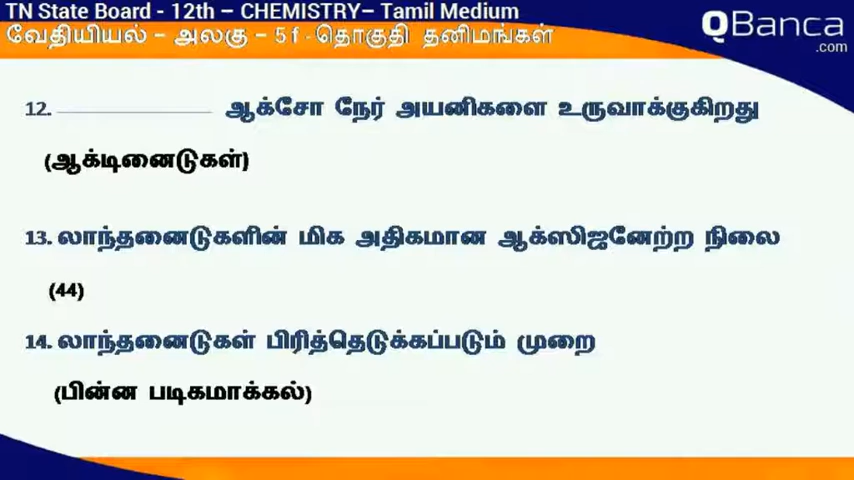 TN State Board - 12th – CHEMISTRY– Tamil Medium
வேதியியல் – அலகு – 5 f - தொகுதி தனிமங்கள்
QBanca
.com
12. ____________ ஆக்சோ நேர் அயனிகளை உருவாக்குகிறது
(ஆக்டினைடுகள்)
13. லாந்தனைடுகளின் மிக அதிகமான ஆக்ஸிஜனேற்ற நிலை
(44)
14. லாந்தனைடுகள் பிரித்தெடுக்கப்படும் முறை
(பின்ன படிகமாக்கல்)